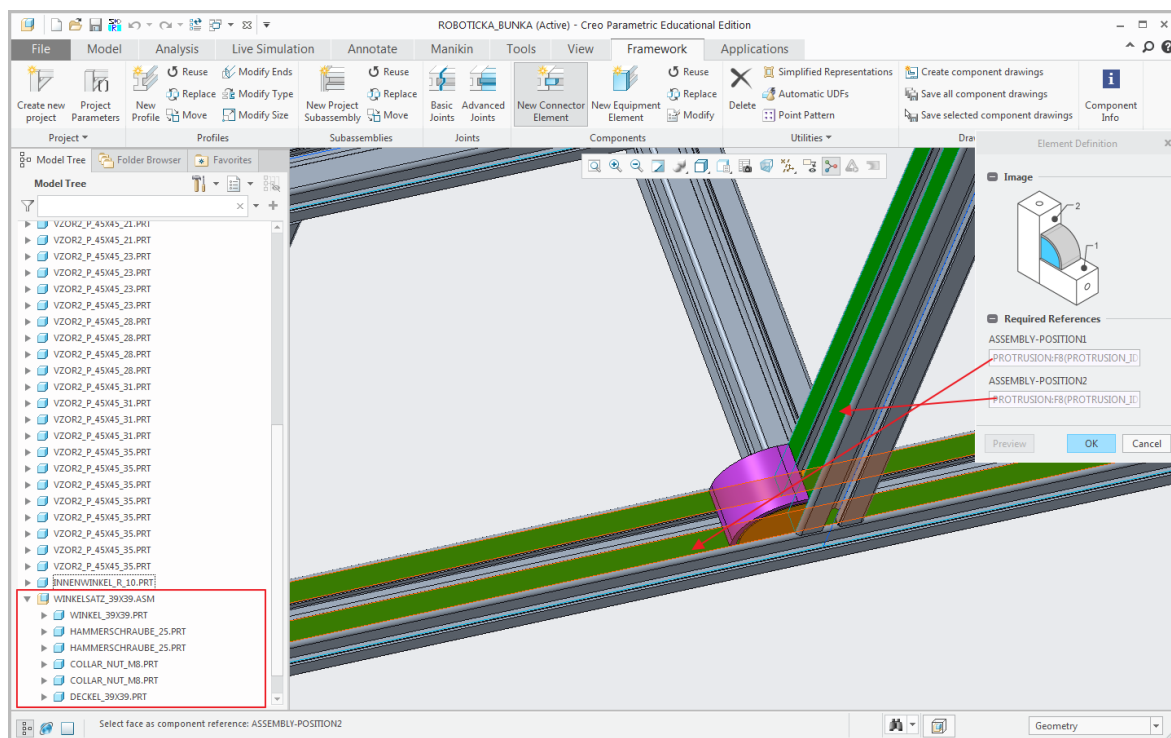 ROBOTICKA_BUNKA (Active) - Creo Parametric Educational Edition
File Model Analysis Live Simulation Annotate Manikin Tools View Framework Applications
Create new project
Project Parameters
New Profile
Reuse
Replace
Move
Modify Ends
Modify Type
Modify Size
New Project Subassembly
Reuse
Replace
Move
Basic Joints
Advanced Joints
New Connector Element
New Equipment Element
Reuse
Replace
Modify
Delete
Simplified Representations
Automatic UDFs
Point Pattern
Create component drawings
Save all component drawings
Save selected component drawings
Component Info
Project Profiles Subassemblies Joints Components Utilities Drav
Element Definition
Model Tree Folder Browser Favorites
Model Tree
VZOR2_P_45X45_21.PRT
VZOR2_P_45X45_21.PRT
VZOR2_P_45X45_23.PRT
VZOR2_P_45X45_23.PRT
VZOR2_P_45X45_23.PRT
VZOR2_P_45X45_23.PRT
VZOR2_P_45X45_28.PRT
VZOR2_P_45X45_28.PRT
VZOR2_P_45X45_28.PRT
VZOR2_P_45X45_28.PRT
VZOR2_P_45X45_31.PRT
VZOR2_P_45X45_31.PRT
VZOR2_P_45X45_31.PRT
VZOR2_P_45X45_31.PRT
VZOR2_P_45X45_35.PRT
VZOR2_P_45X45_35.PRT
VZOR2_P_45X45_35.PRT
VZOR2_P_45X45_35.PRT
VZOR2_P_45X45_35.PRT
VZOR2_P_45X45_35.PRT
VZOR2_P_45X45_35.PRT
VZOR2_P_45X45_35.PRT
INNENWINKEL_R_10.PRT
WINKELSATZ_39X39.ASM
WINKEL_39X39.PRT
HAMMERSCHRAUBE_25.PRT
HAMMERSCHRAUBE_25.PRT
COLLAR_NUT_M8.PRT
COLLAR_NUT_M8.PRT
DECKEL_39X39.PRT
Image
2
1
Required References
ASSEMBLY-POSITION1
PROTRUSION:F8(PROTRUSION_ID
ASSEMBLY-POSITION2
PROTRUSION:F8(PROTRUSION_ID
Preview OK Cancel
Select face as component reference: ASSEMBLY-POSITION2
Geometry